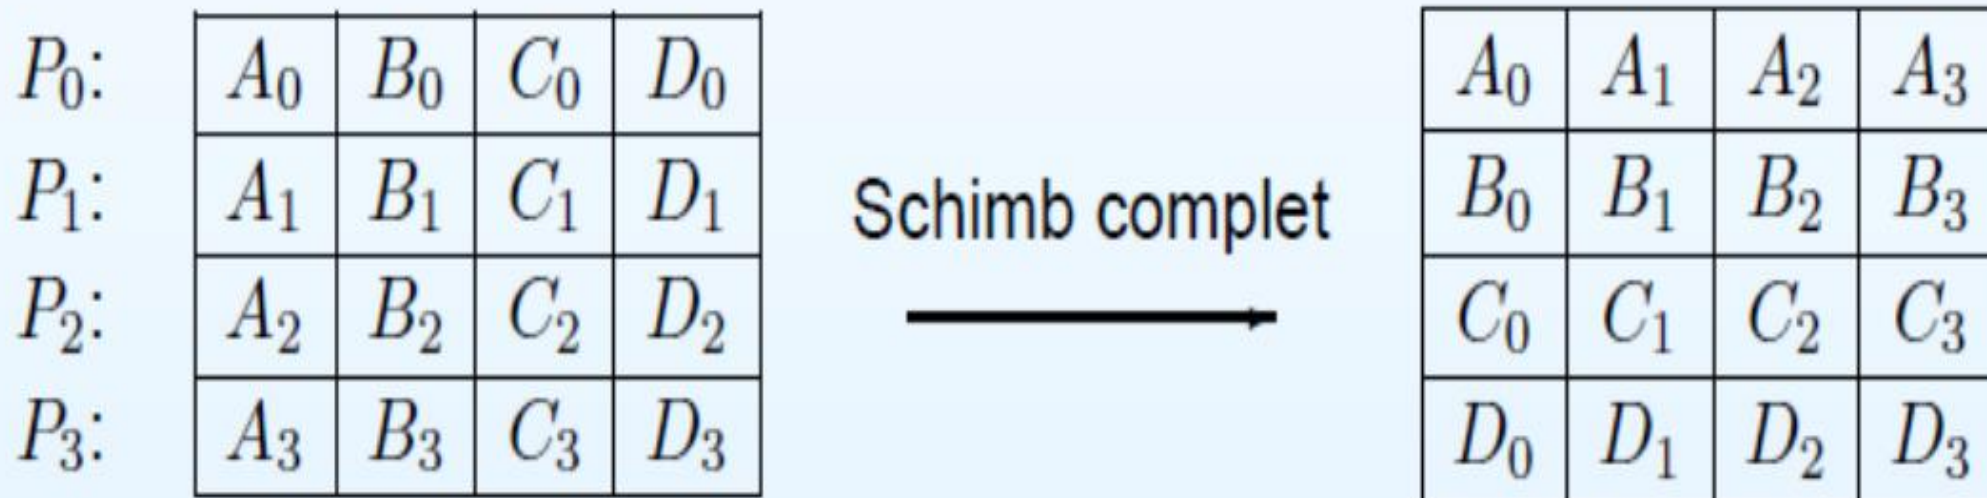 P₀: A₀ B₀ C₀ D₀ A₀ A₁ A₂ A₃
P₁: A₁ B₁ C₁ D₁ Schimb complet B₀ B₁ B₂ B₃
P₂: A₂ B₂ C₂ D₂ C₀ C₁ C₂ C₃
P₃: A₃ B₃ C₃ D₃ D₀ D₁ D₂ D₃